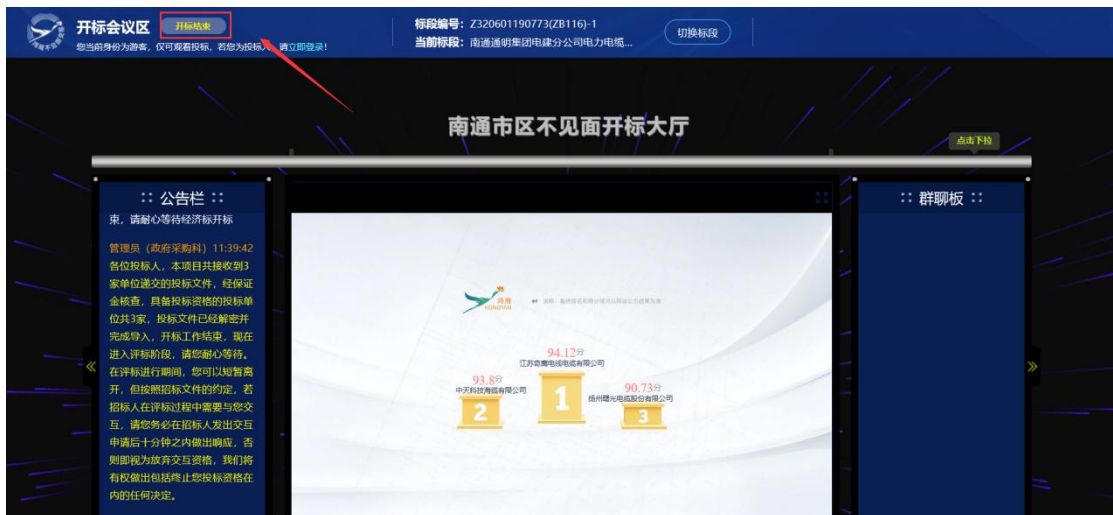 开标会议区
开标结束
您当前身份为游客，仅可观看投标，若您为投标人，请立即登录！
标段编号：Z320601190773(ZB116)-1
当前标段：南通通明集团电建分公司电力电缆...
切换标段
南通市区不见面开标大厅
点击下拉
公告栏
束，请耐心等待经济标开标
管理员（政府采购科）11:39:42
各位投标人，本项目共接收到3
家单位递交的投标文件，经保证
金核查，具备投标资格的投标单
位共3家，投标文件已经解密并
完成导入，开标工作结束，现在
进入评标阶段，请您耐心等待。
在评标进行期间，您可以短暂离
开，但按照招标文件的约定，若
招标人在评标过程中需要与您交
互，请您务必在招标人发出交互
申请后十分钟之内做出响应，否
则即视为放弃交互资格，我们将
有权做出包括终止您投标资格在
内的任何决定。
94.12分
江苏奇鹰电线电缆有限公司
93.8分
中天科技海缆有限公司
90.73分
扬州曙光电缆股份有限公司
1
2
3
群聊板